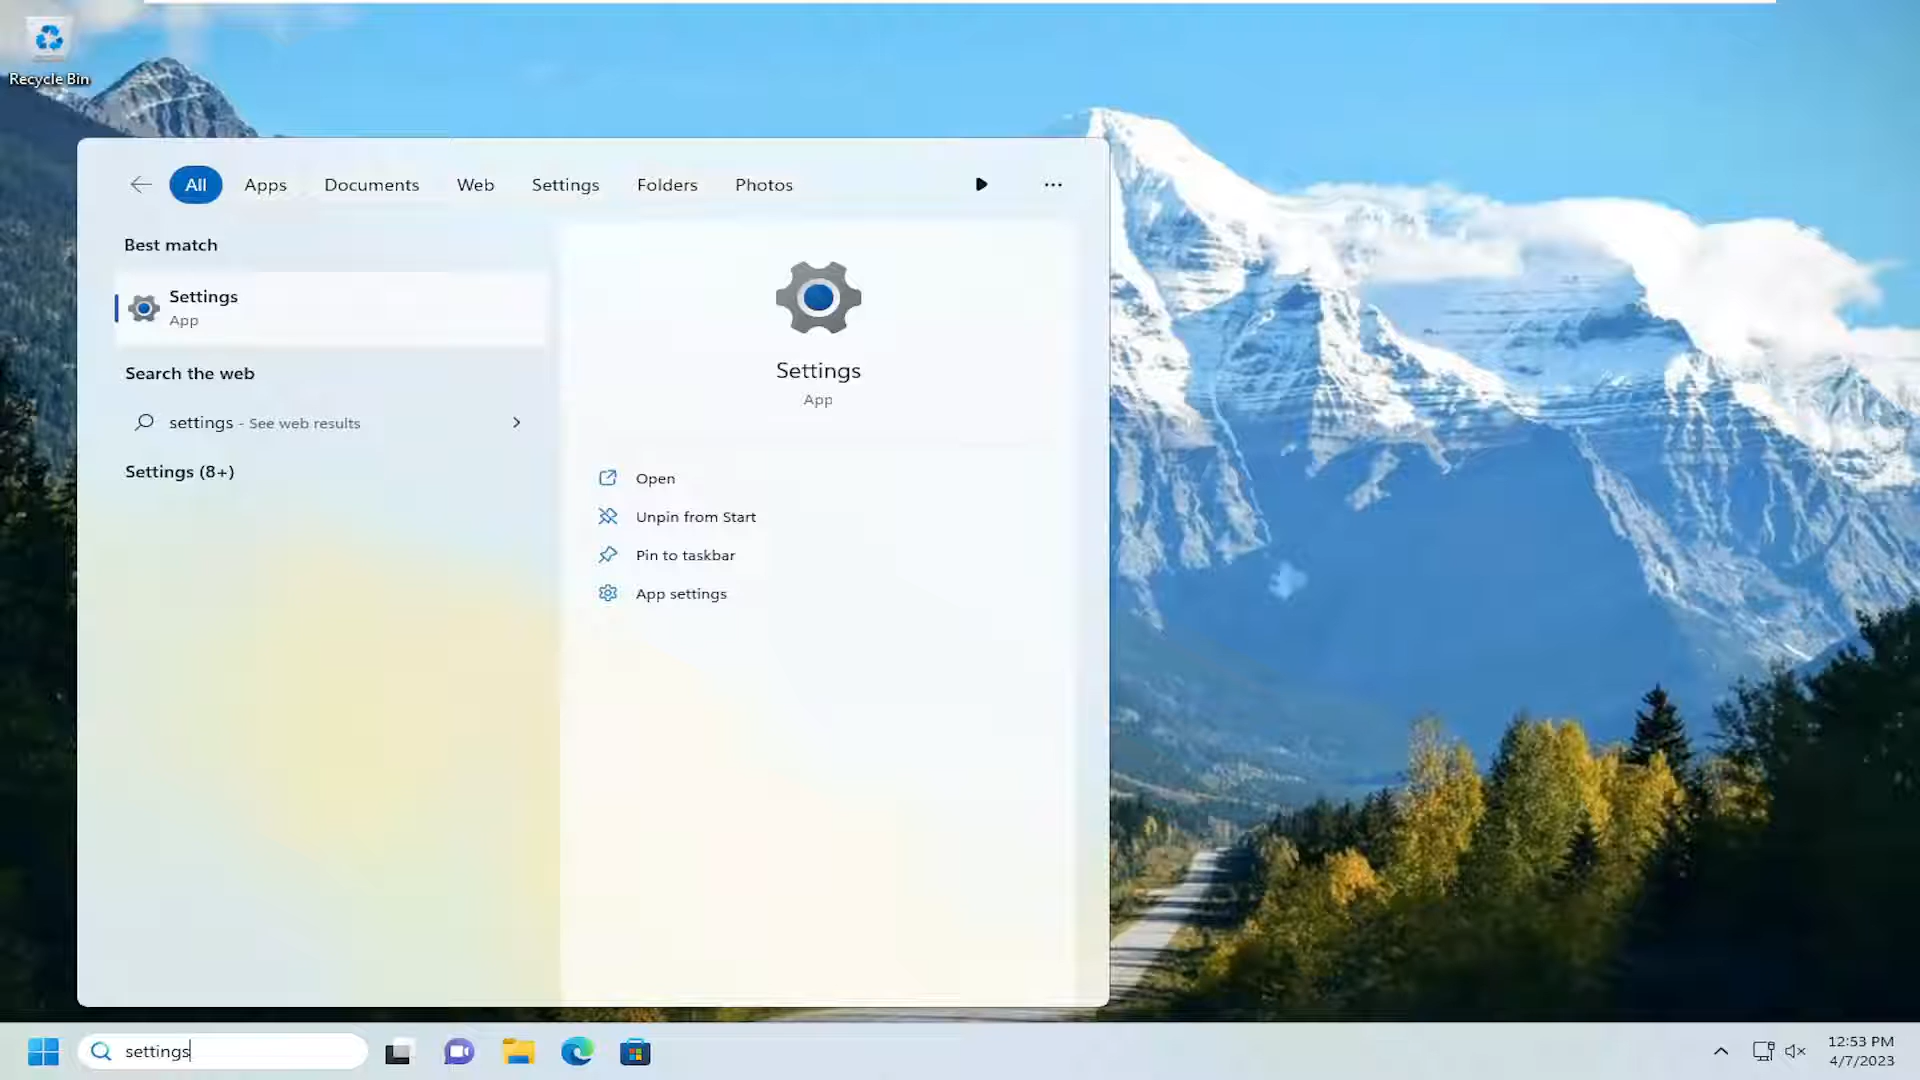 Recycle Bin
All Apps Documents Web Settings Folders Photos ...
Best match
Settings
App
Search the web
settings - See web results
Settings (8+)
Settings
App
Open
Unpin from Start
Pin to taskbar
App settings
settings
12:53 PM
4/7/2023